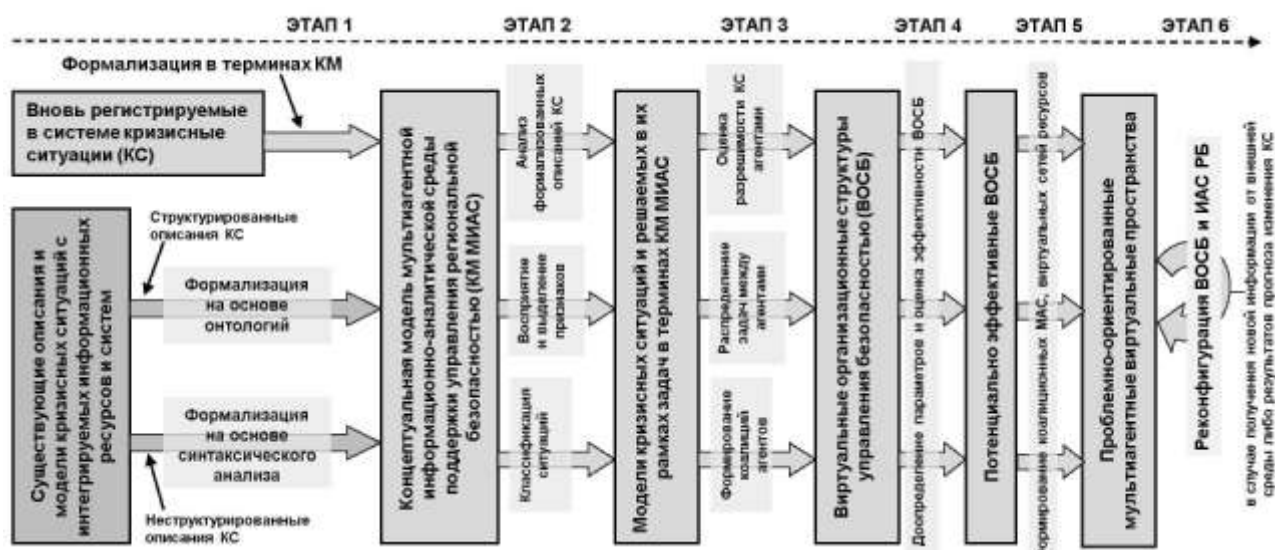 ЭТАП 1
ЭТАП 2
ЭТАП 3
ЭТАП 4
ЭТАП 5
ЭТАП 6
Формализация в терминах КМ
Вновь регистрируемые
в системе кризисные
ситуации (КС)
Существующие описания и
модели кризисных ситуаций с
интегрируемых информационных
ресурсов и систем
Структурированные
описания КС
Формализация
на основе
онтологий
Формализация
на основе
синтаксического
анализа
Неструктурированные
описания КС
Концептуальная модель мультиагентной
информационно-аналитической среды
поддержки управления региональной
безопасностью (КМ МИАС)
Анализ
формализованных
описаний КС
Восприятие
и выделение
признаков
Классификация
ситуаций
Модели кризисных ситуаций и решаемых в их
рамках задач в терминах КМ МИАС
Оценка
разрешимости КС
агентами
Распределение
задач между
агентами
Формирование
коалиций
агентов
Виртуальные организационные структуры
управления безопасностью (ВОСБ)
Доопределение параметров и оценка эффективности ВОСБ
Потенциально эффективные ВОСБ
ормирование коалиционных МАС, виртуальных сетей ресурсов
Проблемно-ориентированные
мультиагентные виртуальные пространства
Реконфигурация ВОСБ и ИАС РБ
в случае получения новой информации от внешней
среды либо результатов прогноза изменения КС